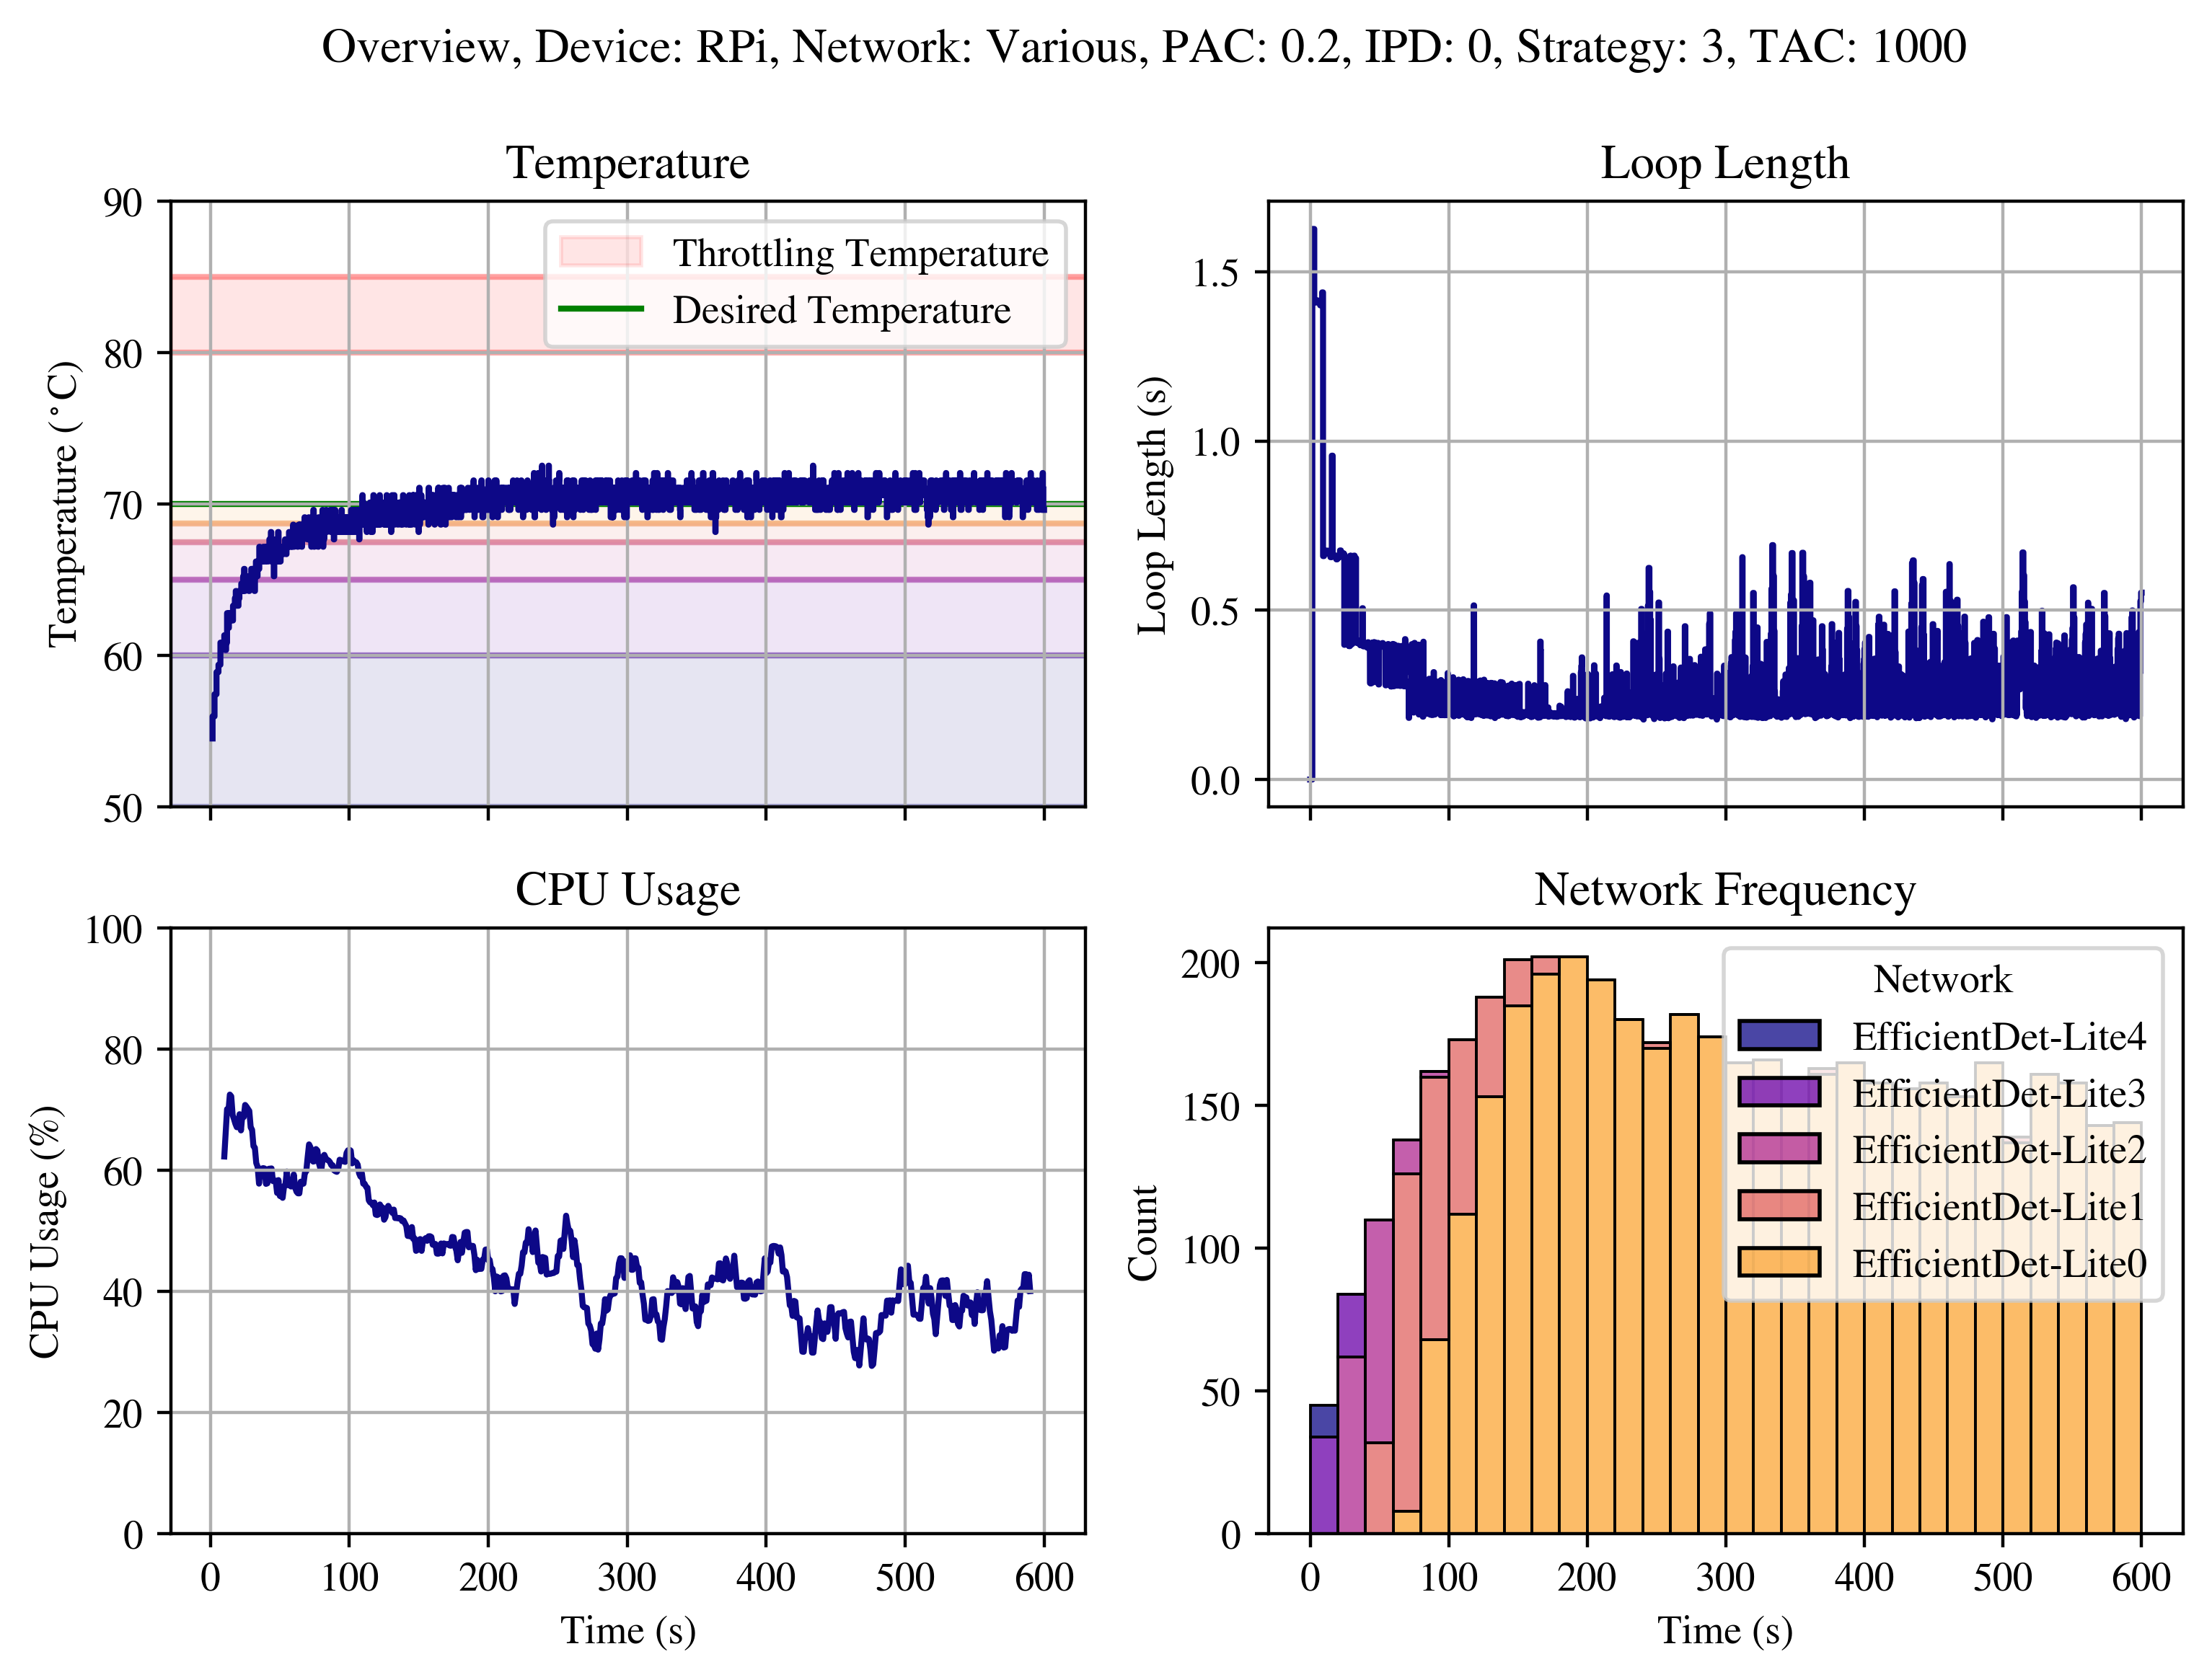 Overview, Device: RPi, Network: Various, PAC: 0.2, IPD: 0, Strategy: 3, TAC: 1000
Temperature
90
80
70
60
50
Temperature (°C)
Throttling Temperature
Desired Temperature
Loop Length
1.5
1.0
0.5
0.0
Loop Length (s)
CPU Usage
100
80
60
40
20
0
CPU Usage (%)
0 100 200 300 400 500 600
Time (s)
Network Frequency
200
150
100
50
0
Count
Network
EfficientDet-Lite4
EfficientDet-Lite3
EfficientDet-Lite2
EfficientDet-Lite1
EfficientDet-Lite0
0 100 200 300 400 500 600
Time (s)